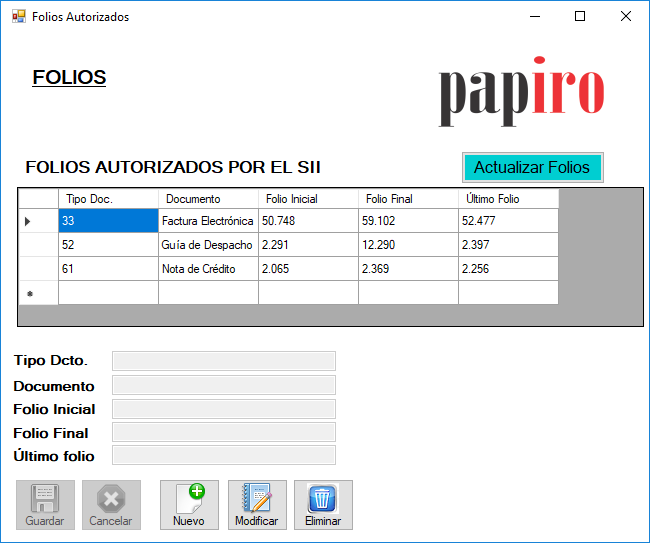 Folios Autorizados
FOLIOS
papiro
FOLIOS AUTORIZADOS POR EL SII
Actualizar Folios
Tipo Doc. Documento Folio Inicial Folio Final Último Folio
33 Factura Electrónica 50.748 59.102 52.477
52 Guía de Despacho 2.291 12.290 2.397
61 Nota de Crédito 2.065 2.369 2.256
Tipo Dcto.
Documento
Folio Inicial
Folio Final
Último folio
Guardar Cancelar Nuevo Modificar Eliminar